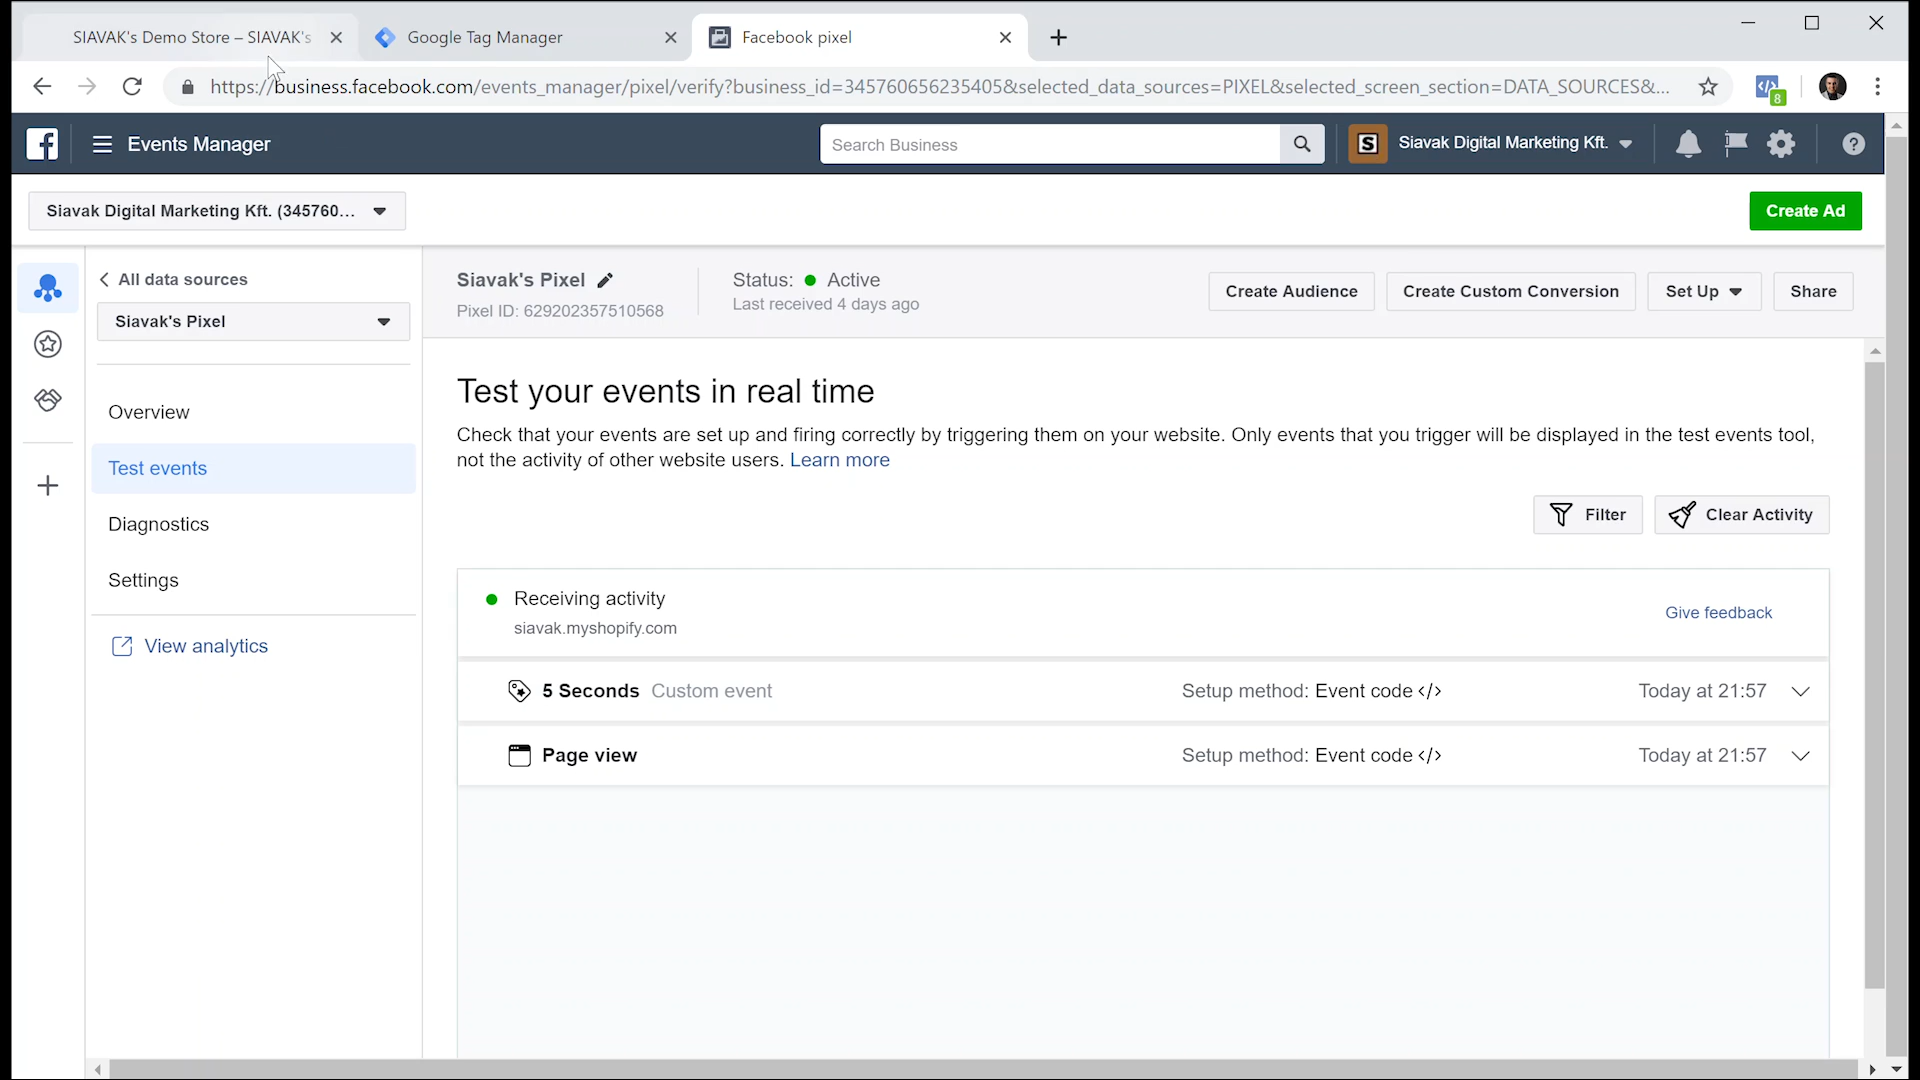 SIAVAK's Demo Store – SIAVAK's
Google Tag Manager
Facebook pixel
https://business.facebook.com/events_manager/pixel/verify?business_id=345760656235405&selected_data_sources=PIXEL&selected_screen_section=DATA_SOURCES&...
8
Events Manager
Search Business
S
Siavak Digital Marketing Kft.
Siavak Digital Marketing Kft. (345760...
Create Ad
All data sources
Siavak's Pixel
Overview
Test events
Diagnostics
Settings
View analytics
Siavak's Pixel
Pixel ID: 629202357510568
Status: Active
Last received 4 days ago
Create Audience
Create Custom Conversion
Set Up
Share
Test your events in real time
Check that your events are set up and firing correctly by triggering them on your website. Only events that you trigger will be displayed in the test events tool,
not the activity of other website users. Learn more
Filter
Clear Activity
Receiving activity
siavak.myshopify.com
Give feedback
5 Seconds Custom event Setup method: Event code </> Today at 21:57
Page view Setup method: Event code </> Today at 21:57